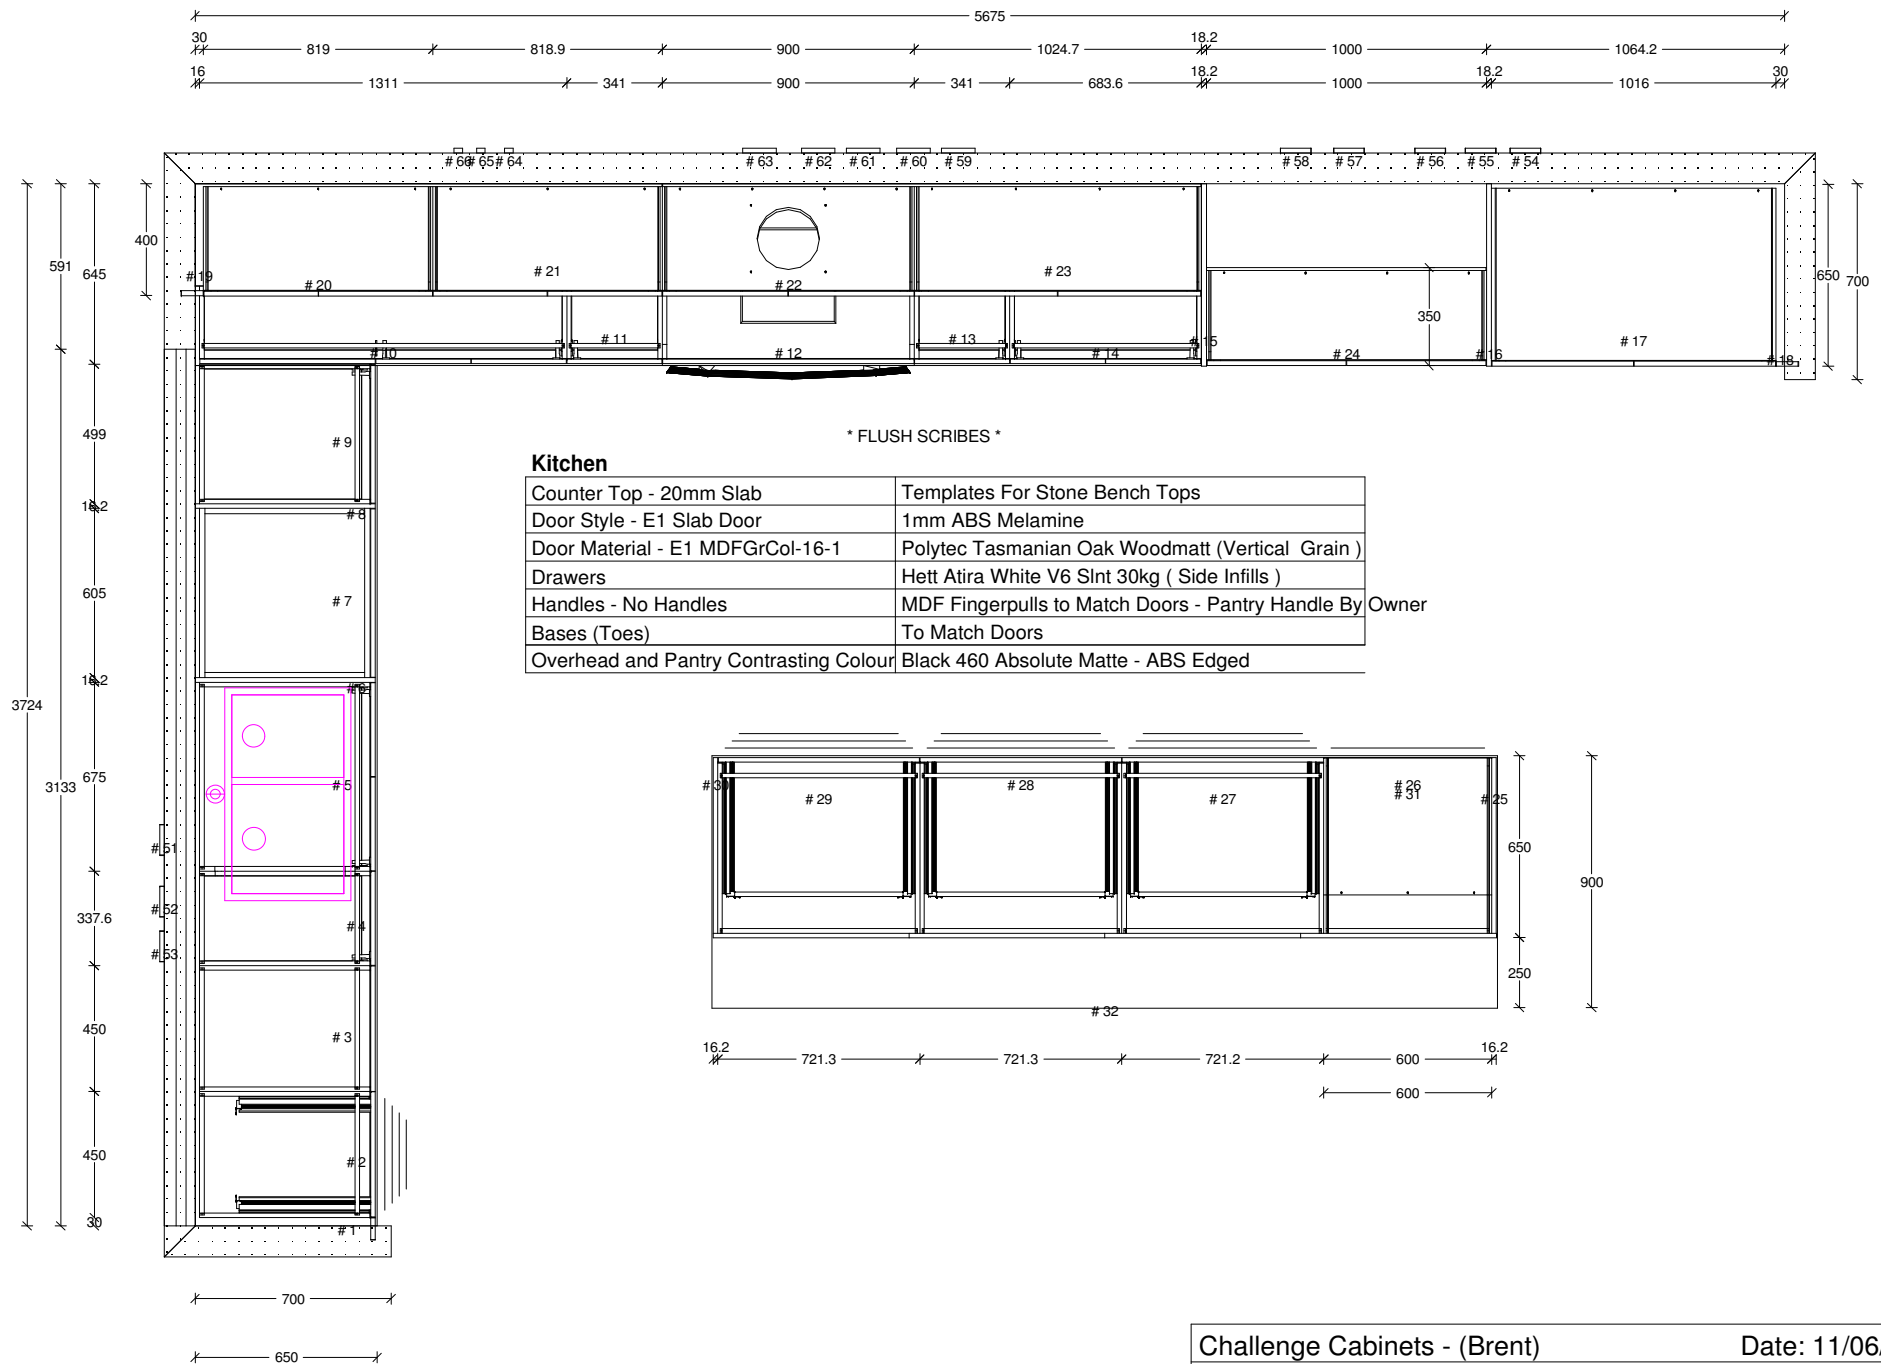 5675
30 819 818.9 900 1024.7 18.2 1000 1064.2
16 1311 341 900 341 683.6 18.2 1000 18.2 1016 30
# 66 # 65 # 64 # 63 # 62 # 61 # 60 # 59 # 58 # 57 # 56 # 55 # 54
400
591 645 # 19 # 20 # 21 # 22 # 23 650 700
350
# 10 # 11 # 12 # 13 # 14 # 15 # 24 # 16 # 17 # 18
499 # 9
* FLUSH SCRIBES *
Kitchen
Counter Top - 20mm Slab Templates For Stone Bench Tops
Door Style - E1 Slab Door 1mm ABS Melamine
Door Material - E1 MDFGrCol-16-1 Polytec Tasmanian Oak Woodmatt (Vertical Grain )
Drawers Hett Atira White V6 Slnt 30kg ( Side Infills )
Handles - No Handles MDF Fingerpulls to Match Doors - Pantry Handle By Owner
Bases (Toes) To Match Doors
Overhead and Pantry Contrasting Colour Black 460 Absolute Matte - ABS Edged
# 8
605 # 7
# 6
3724
3133 675 # 5
# 30 # 29 # 28 # 27 # 26 # 31 # 25
# 51
650
900
# 52
337.6 # 4
# 53
250
# 32
450 # 3
16.2 721.3 721.3 721.2 600 16.2
600
450 # 2
30 # 1
700
650
Challenge Cabinets - (Brent) Date: 11/06/